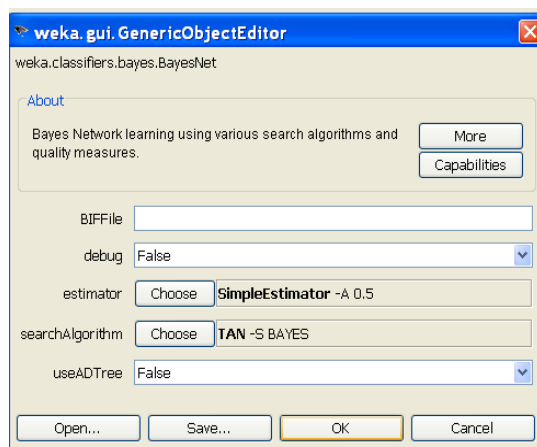 weka.gui.GenericObjectEditor
weka.classifiers.bayes.BayesNet
About
Bayes Network learning using various search algorithms and
quality measures.
More
Capabilities
BIFFile
debug False
estimator Choose SimpleEstimator -A 0.5
searchAlgorithm Choose TAN -S BAYES
useADTree False
Open... Save... OK Cancel